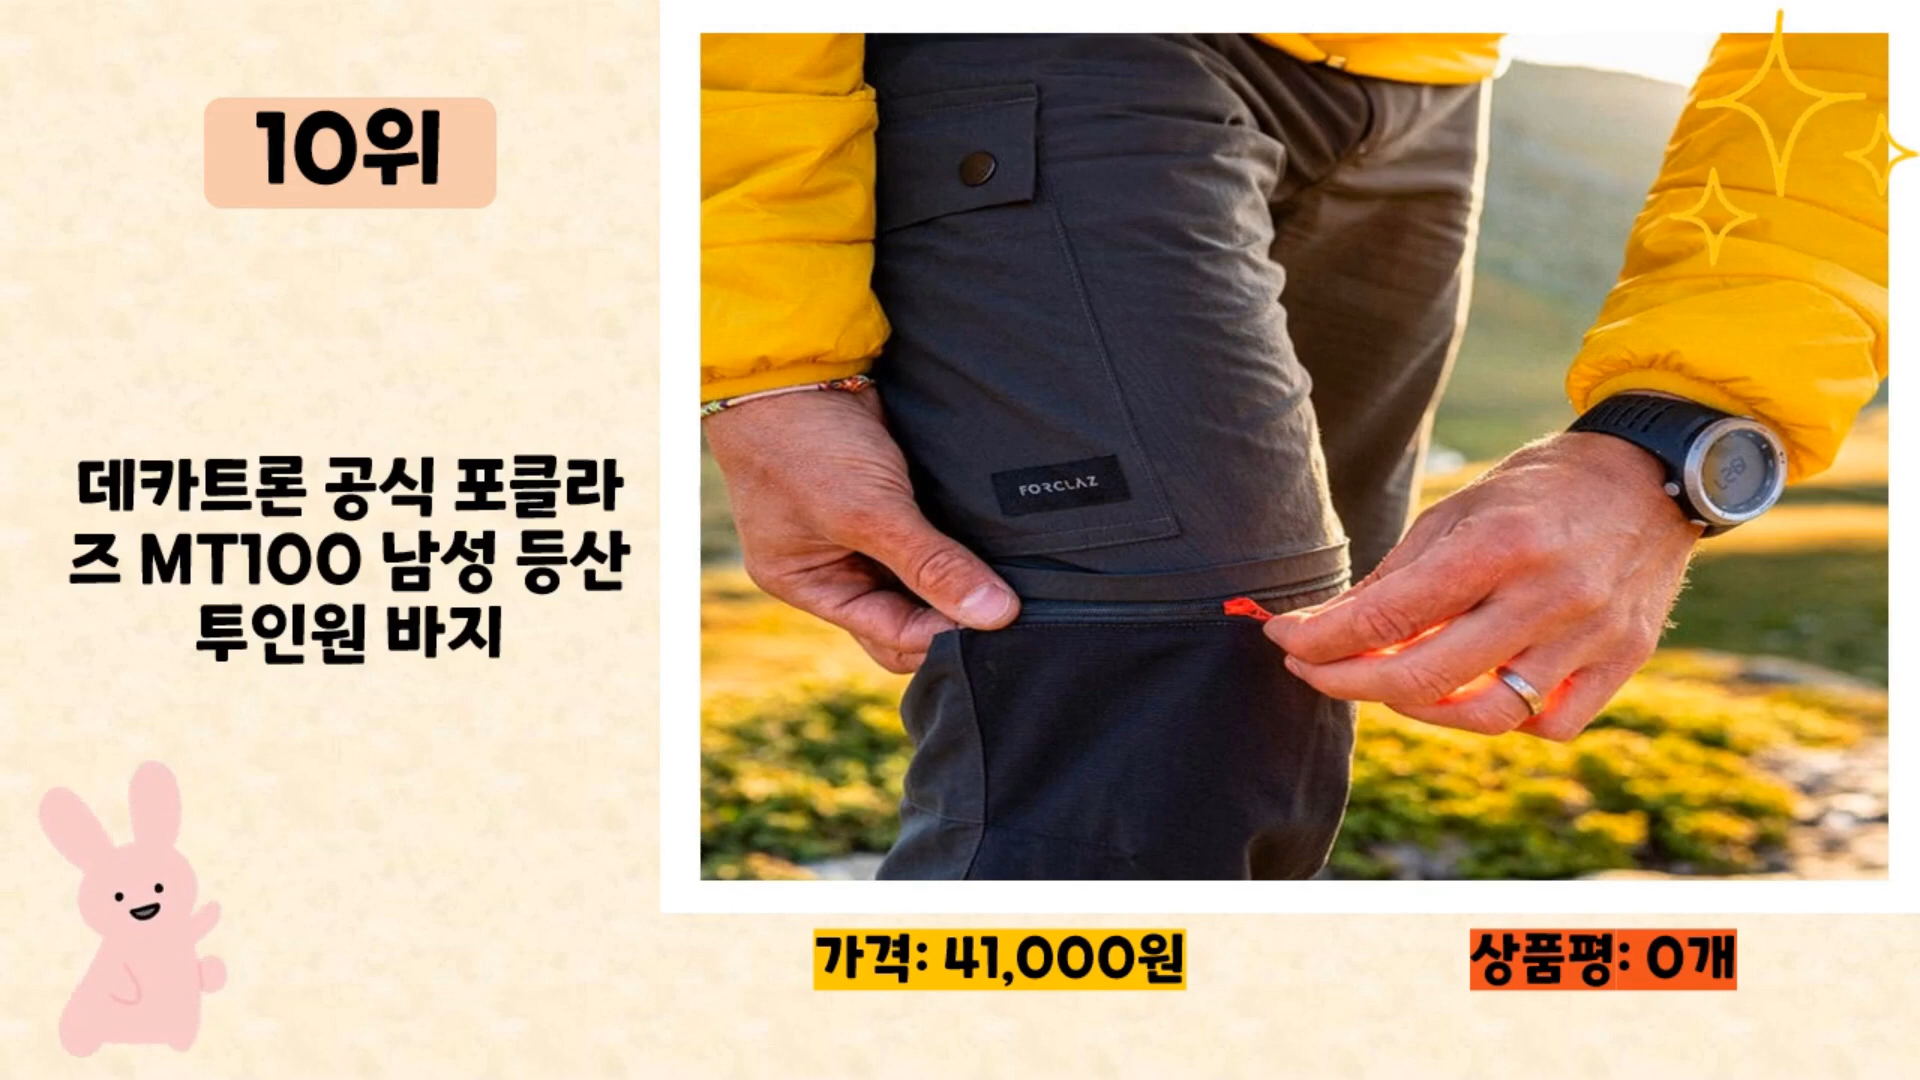 10위
데카트론 공식 포클라
즈 MT100 남성 등산
투인원 바지
FORCLAZ
가격: 41,000원
상품평: 0개